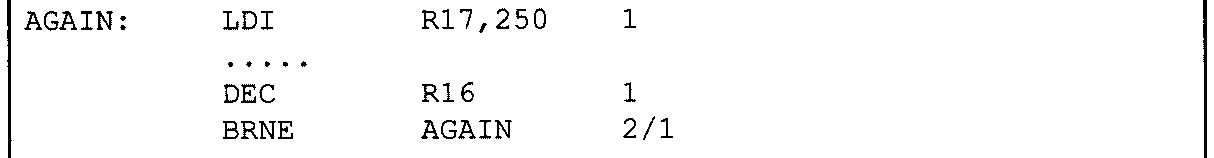 AGAIN: LDI R17,250 1
.....
DEC R16 1
BRNE AGAIN 2/1